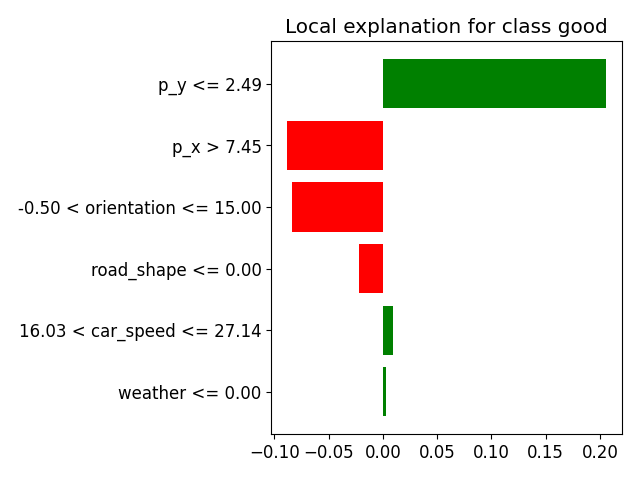 Local explanation for class good
p_y <= 2.49
p_x > 7.45
-0.50 < orientation <= 15.00
road_shape <= 0.00
16.03 < car_speed <= 27.14
weather <= 0.00
−0.10 −0.05 0.00 0.05 0.10 0.15 0.20